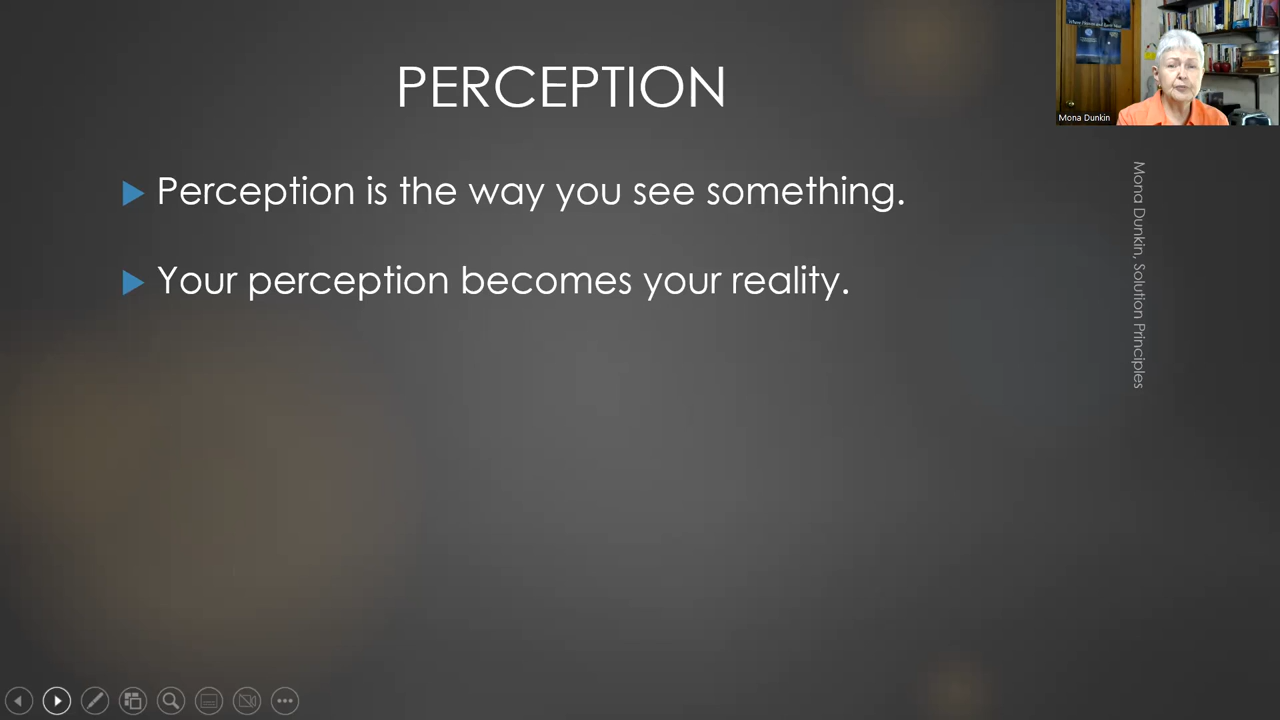 PERCEPTION
Perception is the way you see something.
Your perception becomes your reality.
Mona Dunkin
Mona Dunkin, Solution Principles